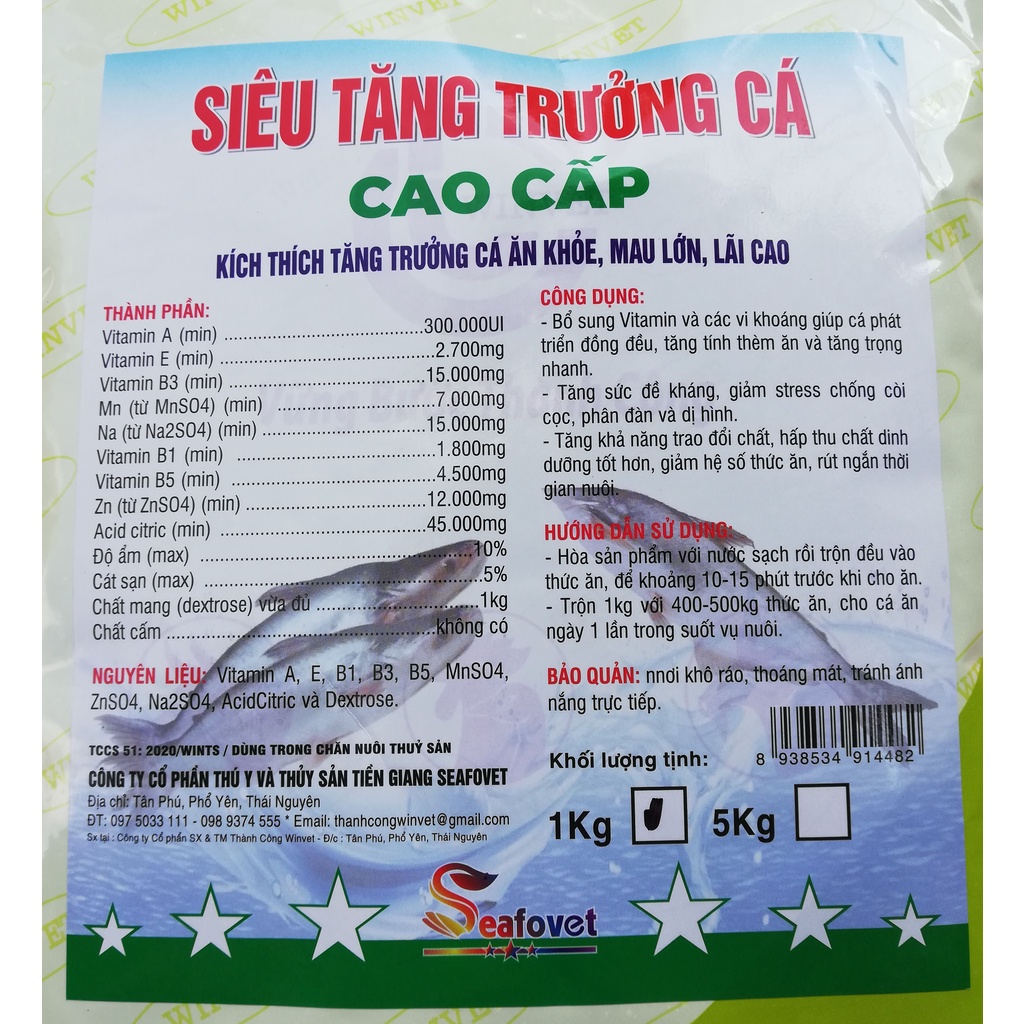 SIÊU TĂNG TRƯỞNG CÁ
CAO CẤP
KÍCH THÍCH TĂNG TRƯỞNG CÁ ĂN KHỎE, MAU LỚN, LÃI CAO
THÀNH PHẦN:
Vitamin A (min) ....................300.000UI
Vitamin E (min) ....................2.700mg
Vitamin B3 (min) ....................15.000mg
Mn (từ MnSO4) (min) ....................7.000mg
Na (từ Na2SO4) (min) ....................15.000mg
Vitamin B1 (min) ....................1.800mg
Vitamin B5 (min) ....................4.500mg
Zn (từ ZnSO4) (min) ....................12.000mg
Acid citric (min) ....................45.000mg
Độ ẩm (max) ....................10%
Cát sạn (max) ....................5%
Chất mang (dextrose) vừa đủ ....................1kg
Chất cấm ....................không có
NGUYÊN LIỆU: Vitamin A, E, B1, B3, B5, MnSO4,
ZnSO4, Na2SO4, AcidCitric và Dextrose.
TCCS 51: 2020/WINTS / DÙNG TRONG CHĂN NUÔI THUỶ SẢN
CÔNG TY CỔ PHẦN THÚ Y VÀ THỦY SẢN TIỀN GIANG SEAFOVET
Địa chỉ: Tân Phú, Phổ Yên, Thái Nguyên
ĐT: 097 5033 111 - 098 9374 555 * Email: thanhcongwinvet@gmail.com
Sx tại : Công ty Cổ phần SX & TM Thành Công Winvet - Đ/c : Tân Phú, Phổ Yên, Thái Nguyên
CÔNG DỤNG:
- Bổ sung Vitamin và các vi khoáng giúp cá phát
triển đồng đều, tăng tính thèm ăn và tăng trọng
nhanh.
- Tăng sức đề kháng, giảm stress chống còi
cọc, phân đàn và dị hình.
- Tăng khả năng trao đổi chất, hấp thu chất dinh
dưỡng tốt hơn, giảm hệ số thức ăn, rút ngắn thời
gian nuôi.
HƯỚNG DẪN SỬ DỤNG:
- Hòa sản phẩm với nước sạch rồi trộn đều vào
thức ăn, để khoảng 10-15 phút trước khi cho ăn.
- Trộn 1kg với 400-500kg thức ăn, cho cá ăn
ngày 1 lần trong suốt vụ nuôi.
BẢO QUẢN: nnơi khô ráo, thoáng mát, tránh ánh
nắng trực tiếp.
Khối lượng tịnh:
8 938534 914482
1Kg 5Kg
Seafovet
WINVET